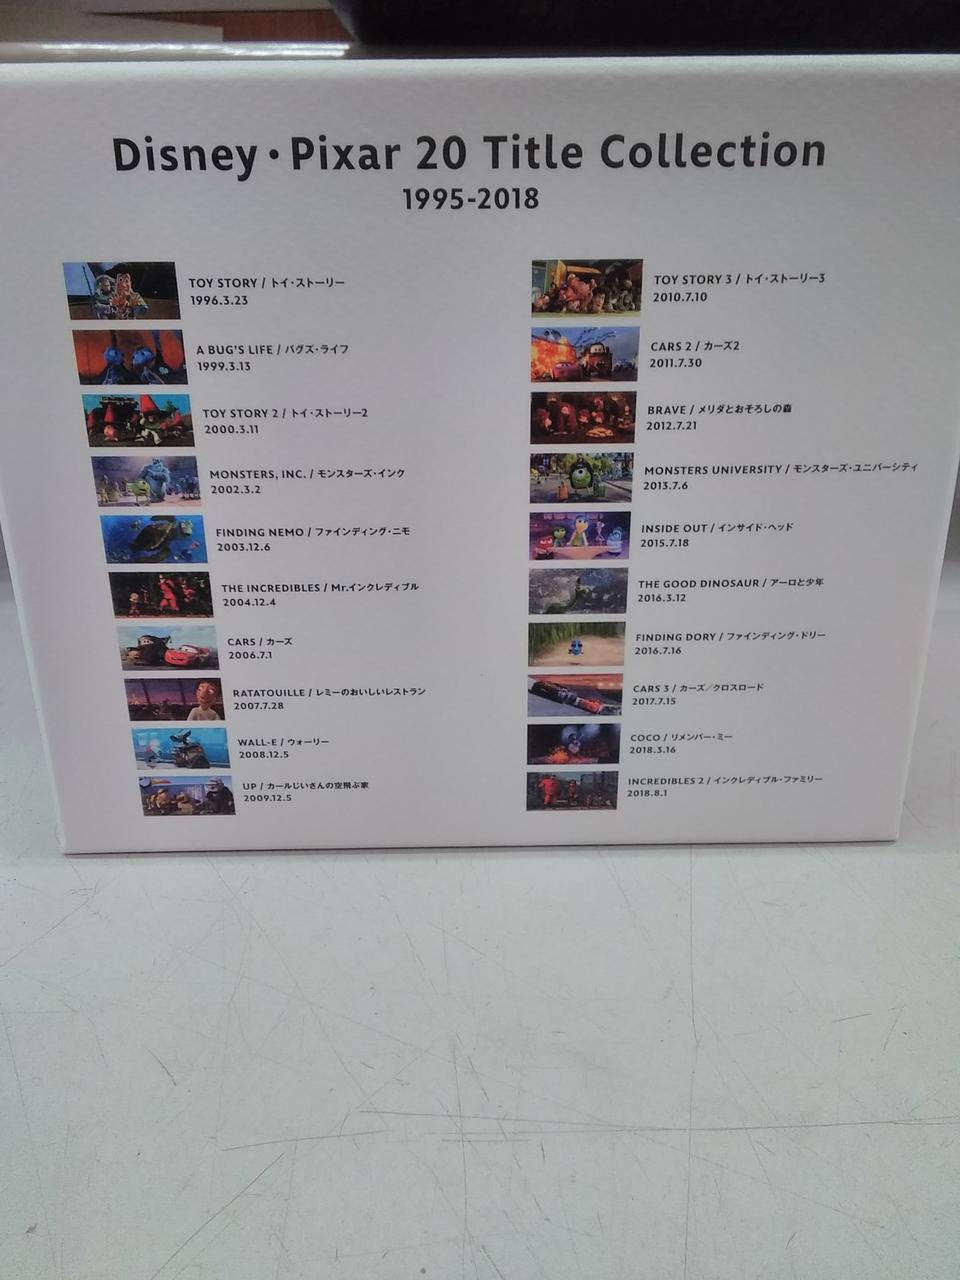 Disney・Pixar 20 Title Collection
1995-2018
TOY STORY / トイ・ストーリー
1996.3.23
A BUG'S LIFE / バグズ・ライフ
1999.3.13
TOY STORY 2 / トイ・ストーリー2
2000.3.11
MONSTERS, INC. / モンスターズ・インク
2002.3.2
FINDING NEMO / ファインディング・ニモ
2003.12.6
THE INCREDIBLES / Mr.インクレディブル
2004.12.4
CARS / カーズ
2006.7.1
RATATOUILLE / レミーのおいしいレストラン
2007.7.28
WALL-E / ウォーリー
2008.12.5
UP / カールじいさんの空飛ぶ家
2009.12.5
TOY STORY 3 / トイ・ストーリー3
2010.7.10
CARS 2 / カーズ2
2011.7.30
BRAVE / メリダとおそろしの森
2012.7.21
MONSTERS UNIVERSITY / モンスターズ・ユニバーシティ
2013.7.6
INSIDE OUT / インサイド・ヘッド
2015.7.18
THE GOOD DINOSAUR / アーロと少年
2016.3.12
FINDING DORY / ファインディング・ドリー
2016.7.16
CARS 3 / カーズ／クロスロード
2017.7.15
COCO / リメンバー・ミー
2018.3.16
INCREDIBLES 2 / インクレディブル・ファミリー
2018.8.1